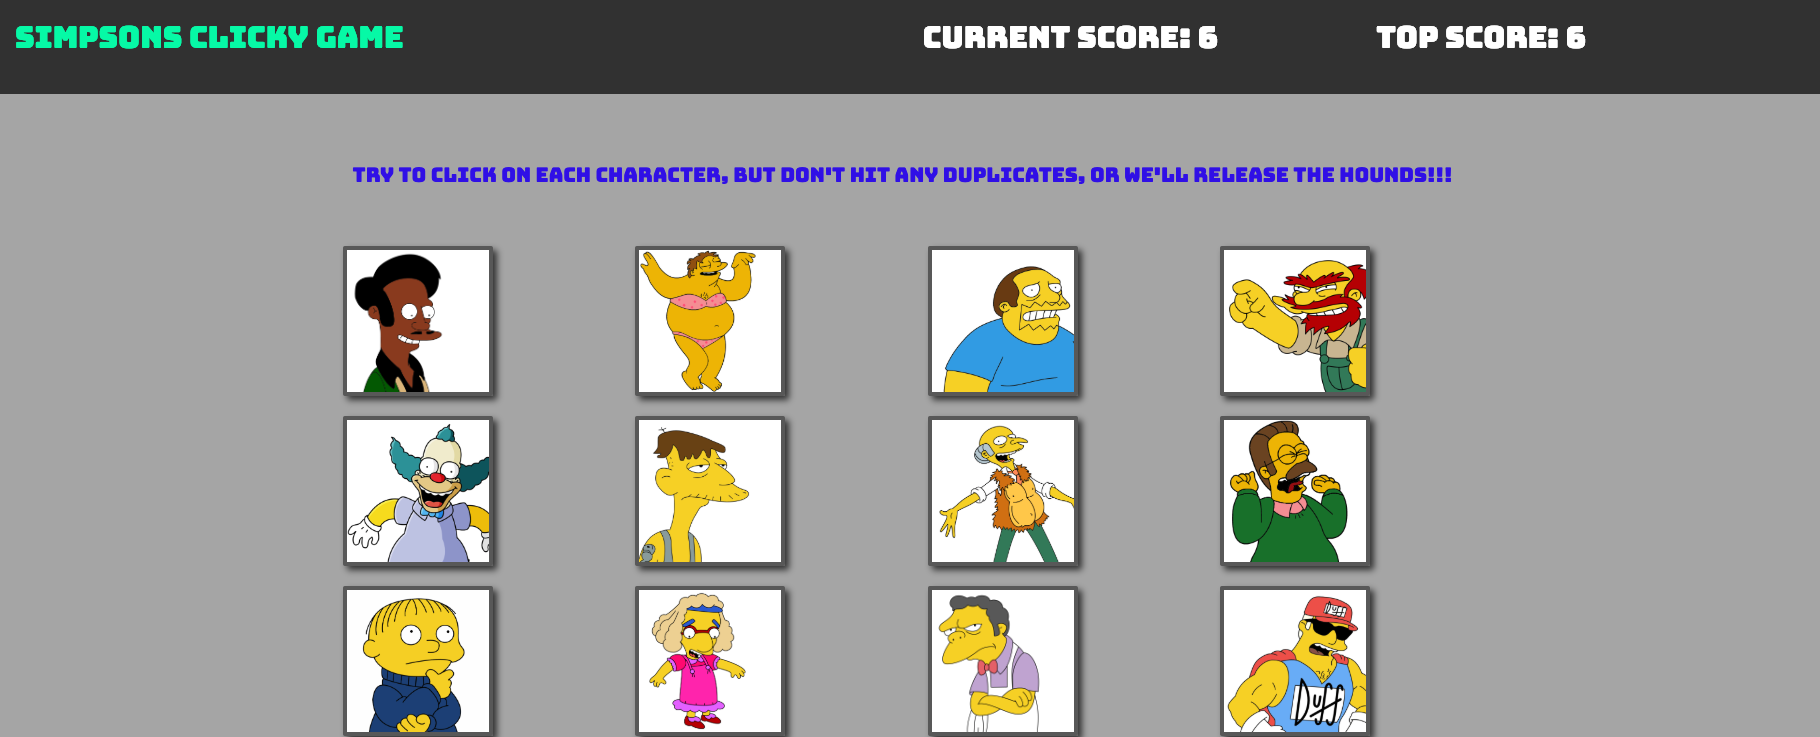 SIMPSONS CLICKY GAME
CURRENT SCORE: 6
TOP SCORE: 6
TRY TO CLICK ON EACH CHARACTER, BUT DON'T HIT ANY DUPLICATES, OR WE'LL RELEASE THE HOUNDS!!!
Duff
Duff